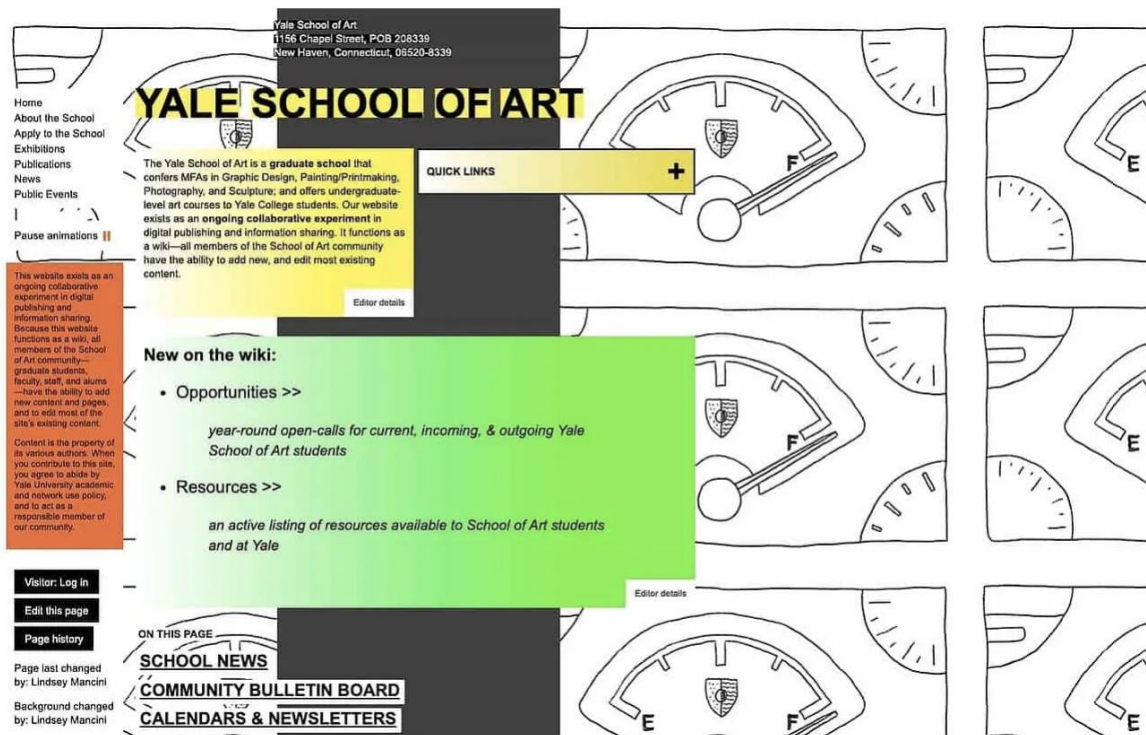 Yale School of Art
1156 Chapel Street, POB 208339
New Haven, Connecticut, 06520-8339
YALE SCHOOL OF ART
Home
About the School
Apply to the School
Exhibitions
Publications
News
Public Events
Pause animations
The Yale School of Art is a graduate school that
confers MFAs in Graphic Design, Painting/Printmaking,
Photography, and Sculpture; and offers undergraduate-
level art courses to Yale College students. Our website
exists as an ongoing collaborative experiment in
digital publishing and information sharing. It functions as
a wiki—all members of the School of Art community
have the ability to add new, and edit most existing
content.
Editor details
QUICK LINKS +
This website exists as an
ongoing collaborative
experiment in digital
publishing and
information sharing.
Because this website
functions as a wiki, all
members of the School
of Art community—
graduate students,
faculty, staff, and alums
—have the ability to add
new content and pages,
and to edit most of the
site's existing content.
Content is the property of
its various authors. When
you contribute to this site,
you agree to abide by
Yale University academic
and network use policy,
and to act as a
responsible member of
our community.
New on the wiki:
• Opportunities >>
year-round open-calls for current, incoming, & outgoing Yale
School of Art students
• Resources >>
an active listing of resources available to School of Art students
and at Yale
Editor details
Visitor: Log in
Edit this page
Page history
Page last changed
by: Lindsey Mancini
Background changed
by: Lindsey Mancini
ON THIS PAGE
SCHOOL NEWS
COMMUNITY BULLETIN BOARD
CALENDARS & NEWSLETTERS
F
E
F
E
E
F
E